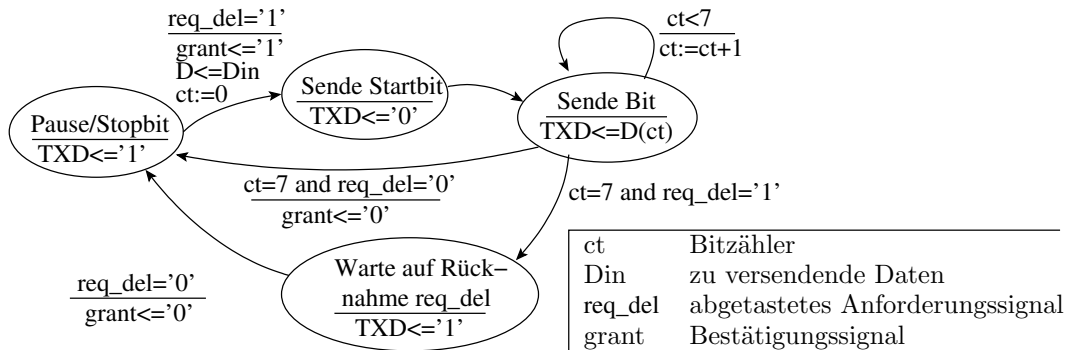 req_del='1'
grant<='1'
D<=Din
ct:=0
ct<7
ct:=ct+1
Sende Startbit
TXD<='0'
Sende Bit
TXD<=D(ct)
Pause/Stopbit
TXD<='1'
ct=7 and req_del='0'
grant<='0'
ct=7 and req_del='1'
Warte auf Rück–
nahme req_del
TXD<='1'
req_del='0'
grant<='0'
ct Bitzähler
Din zu versendende Daten
req_del abgetastetes Anforderungssignal
grant Bestätigungssignal